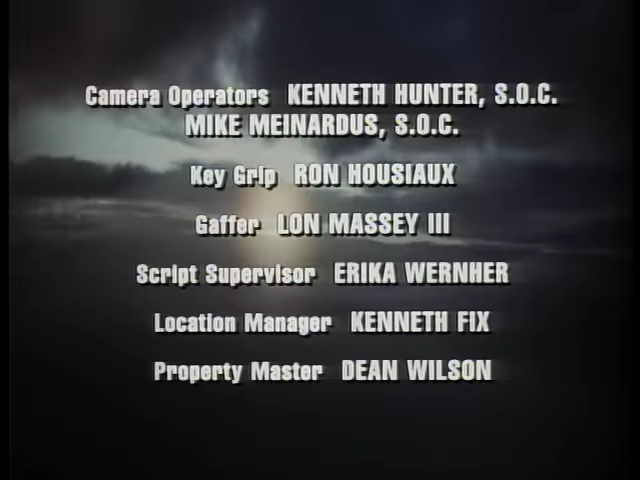 Camera Operators KENNETH HUNTER, S.O.C.
MIKE MEINARDUS, S.O.C.
Key Grip RON HOUSIAUX
Gaffer LON MASSEY III
Script Supervisor ERIKA WERNHER
Location Manager KENNETH FIX
Property Master DEAN WILSON